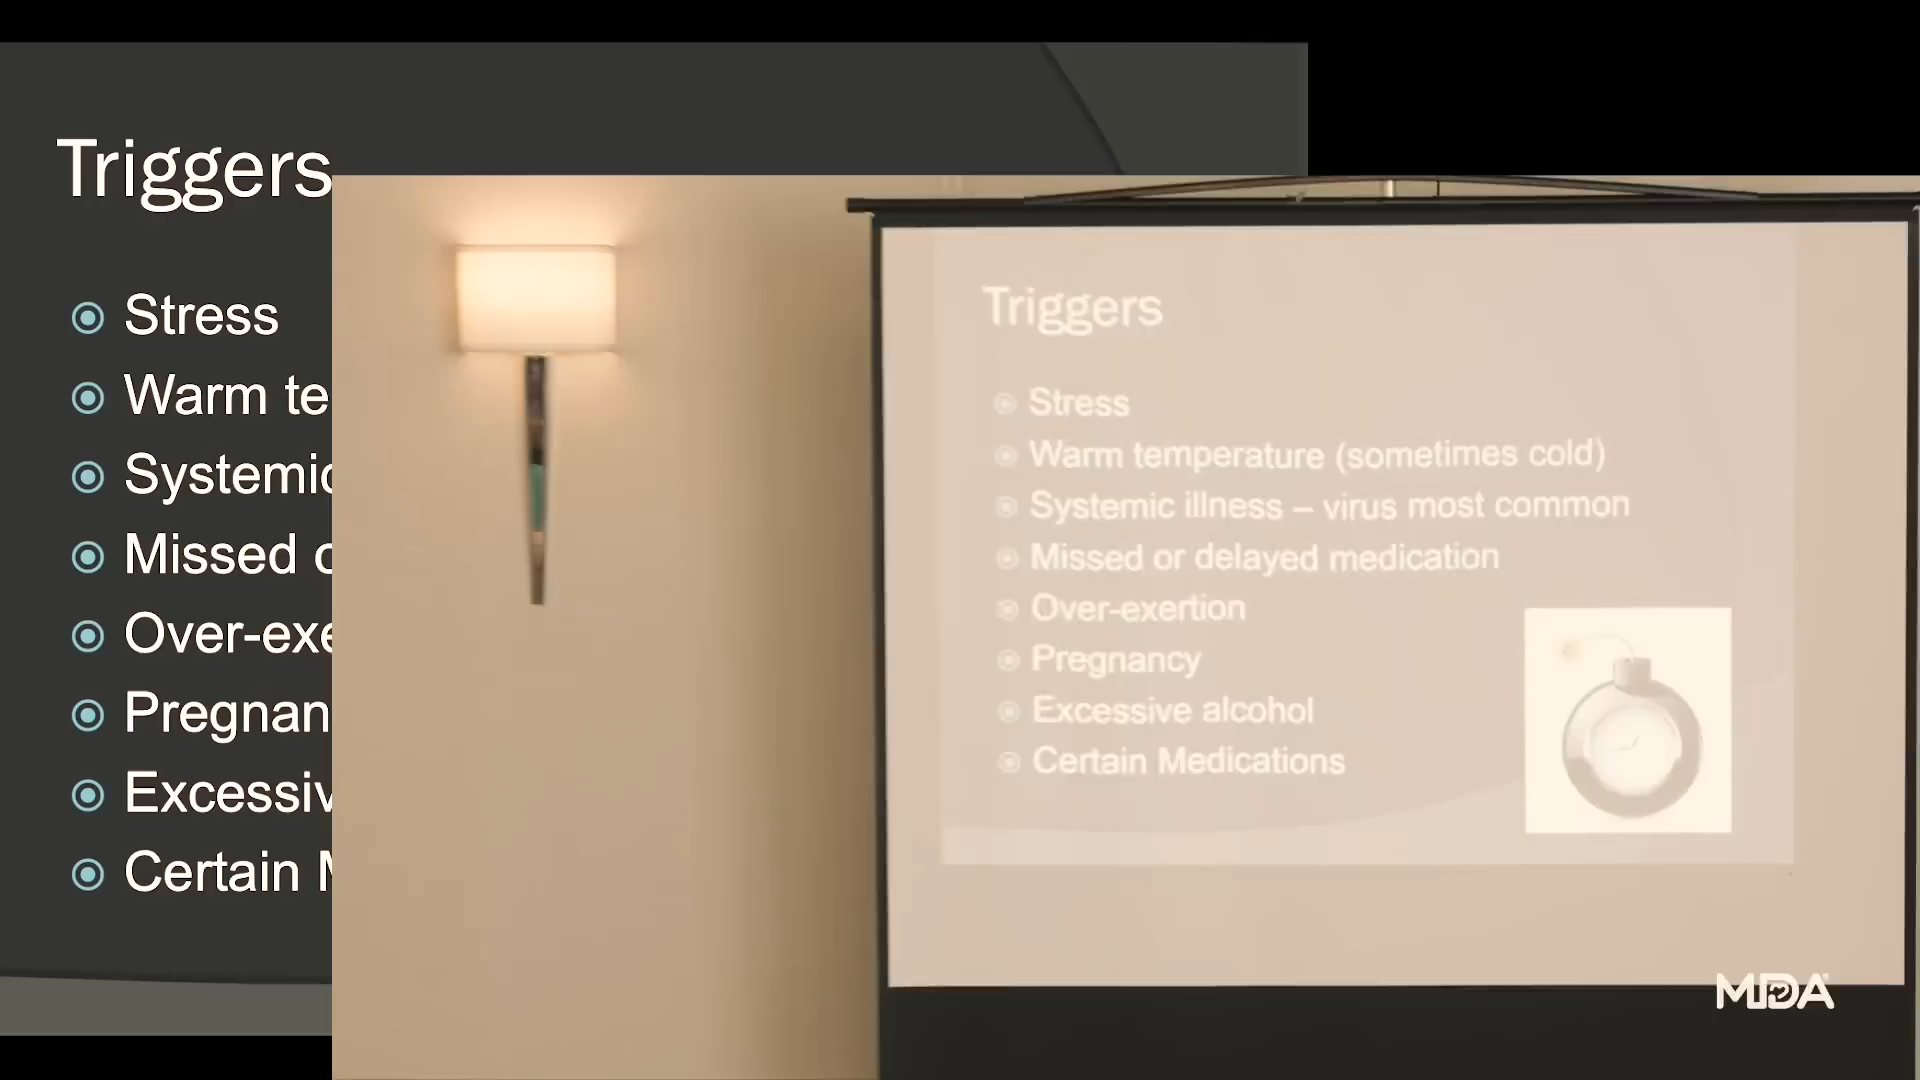 Triggers
Stress
Warm te
Systemic
Missed o
Over-exe
Pregnan
Excessiv
Certain M
Triggers
Stress
Warm temperature (sometimes cold)
Systemic illness – virus most common
Missed or delayed medication
Over-exertion
Pregnancy
Excessive alcohol
Certain Medications
MDA